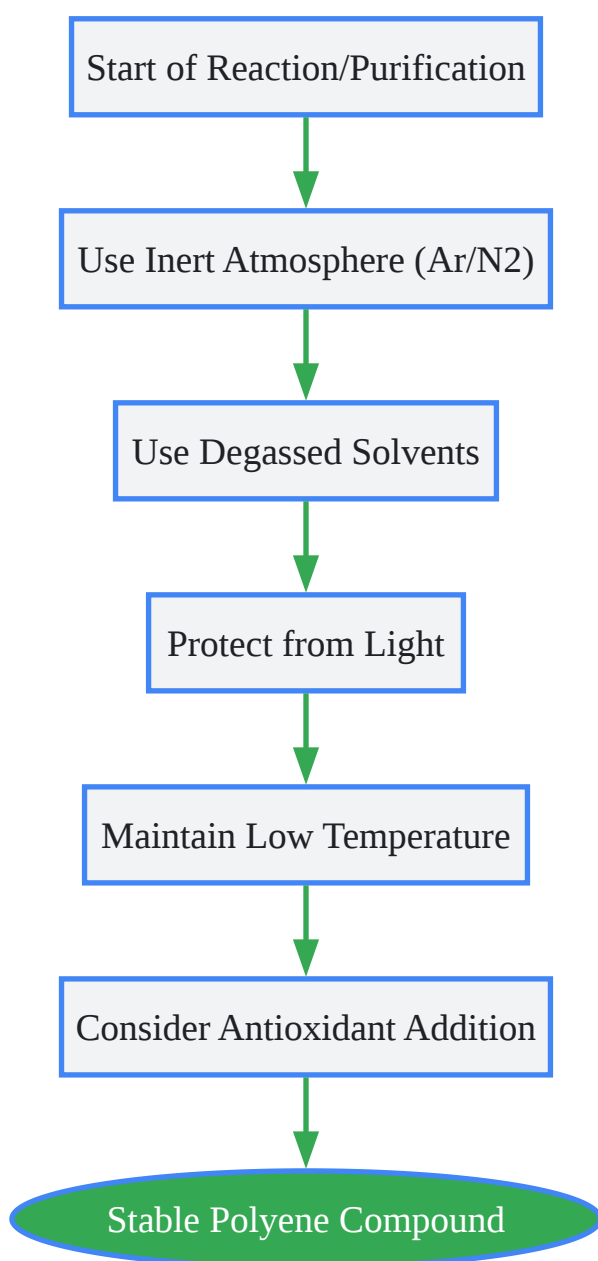 Start of Reaction/Purification
Use Inert Atmosphere (Ar/N2)
Use Degassed Solvents
Protect from Light
Maintain Low Temperature
Consider Antioxidant Addition
Stable Polyene Compound